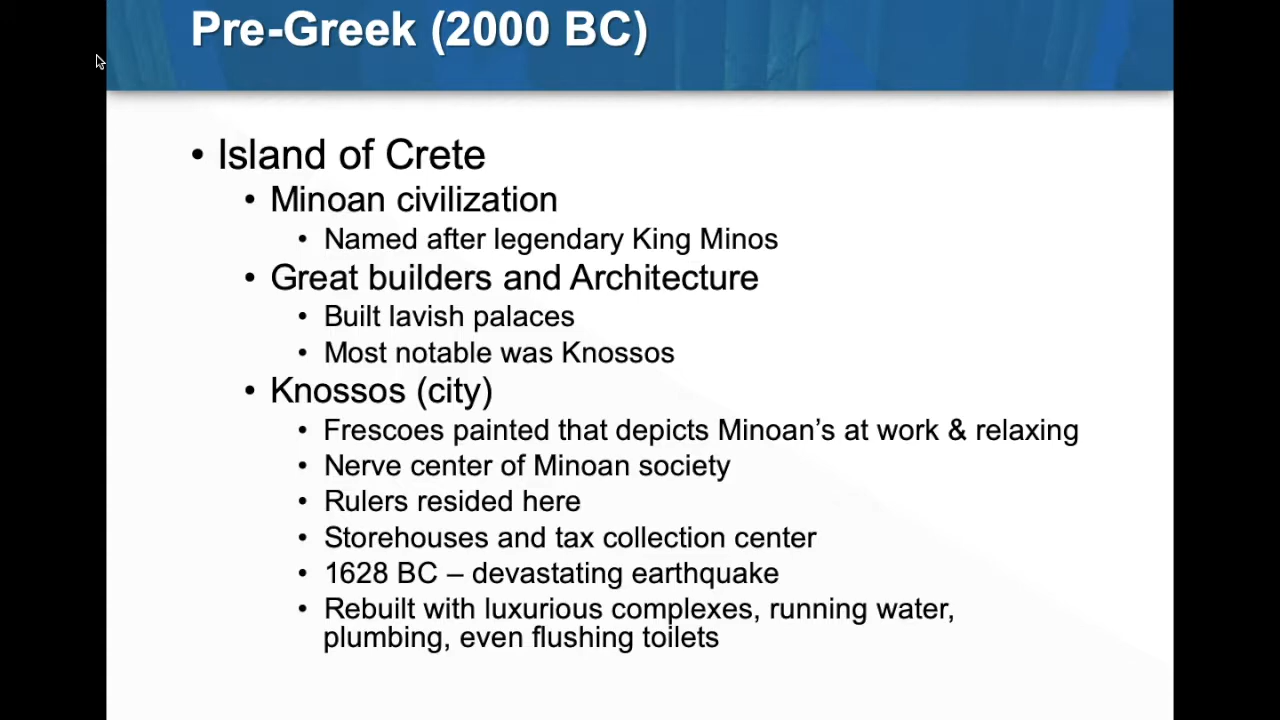 Pre-Greek (2000 BC)
• Island of Crete
• Minoan civilization
• Named after legendary King Minos
• Great builders and Architecture
• Built lavish palaces
• Most notable was Knossos
• Knossos (city)
• Frescoes painted that depicts Minoan’s at work & relaxing
• Nerve center of Minoan society
• Rulers resided here
• Storehouses and tax collection center
• 1628 BC – devastating earthquake
• Rebuilt with luxurious complexes, running water,
plumbing, even flushing toilets